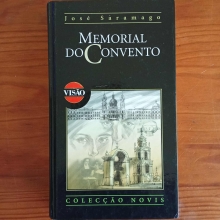 José Saramago
MEMORIAL
DO CONVENTO
VISÃO
COLECÇÃO NOVIS